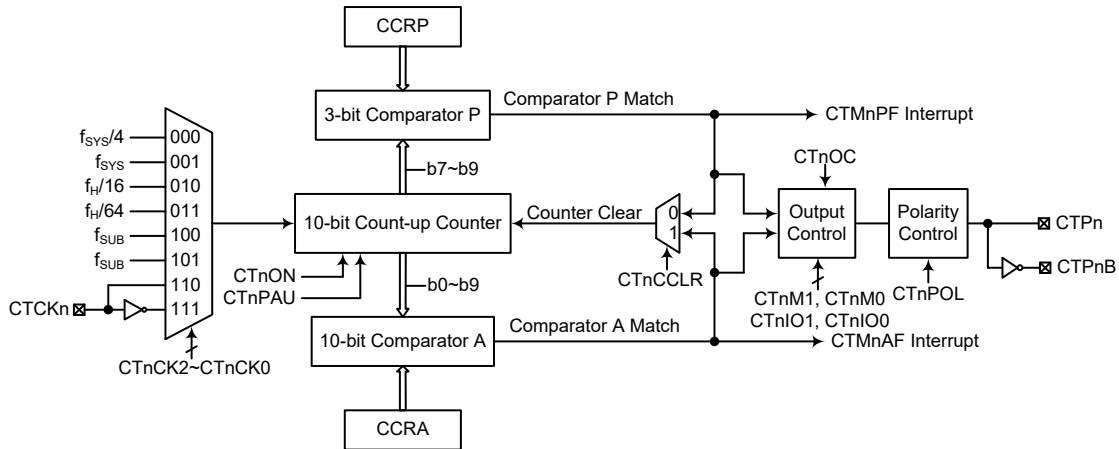 CCRP
3-bit Comparator P
Comparator P Match
CTMnPF Interrupt
b7~b9
fSYS/4
000
fSYS
001
fH/16
010
fH/64
011
fSUB
100
fSUB
101
110
111
CTCKn
CTnCK2~CTnCK0
10-bit Count-up Counter
Counter Clear
0
1
CTnCCLR
CTnON
CTnPAU
b0~b9
CTnOC
Output
Control
Polarity
Control
CTPn
CTPnB
CTnM1, CTnM0
CTnIO1, CTnIO0
CTnPOL
10-bit Comparator A
Comparator A Match
CTMnAF Interrupt
CCRA